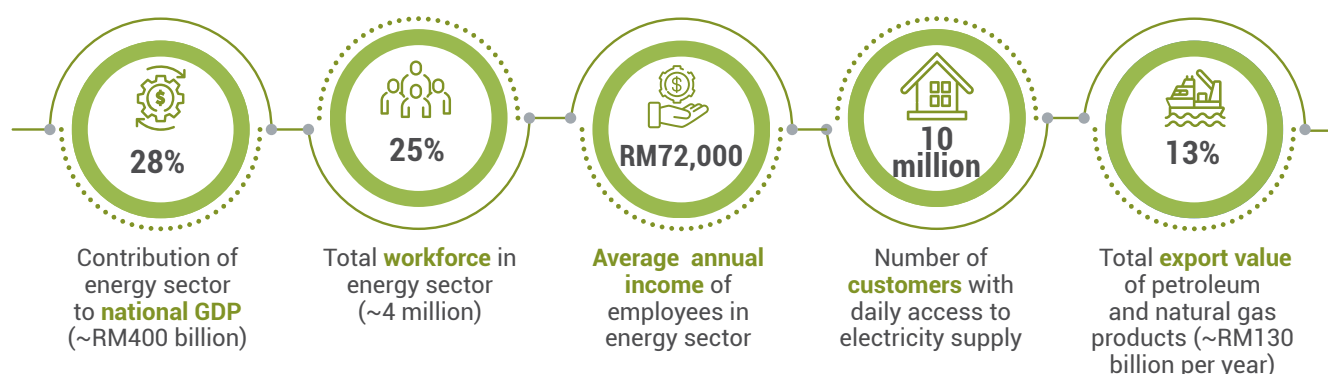 28%
Contribution of
energy sector
to national GDP
(~RM400 billion)
25%
Total workforce in
energy sector
(~4 million)
RM72,000
Average annual
income of
employees in
energy sector
10
million
Number of
customers with
daily access to
electricity supply
13%
Total export value
of petroleum
and natural gas
products (~RM130
billion per year)